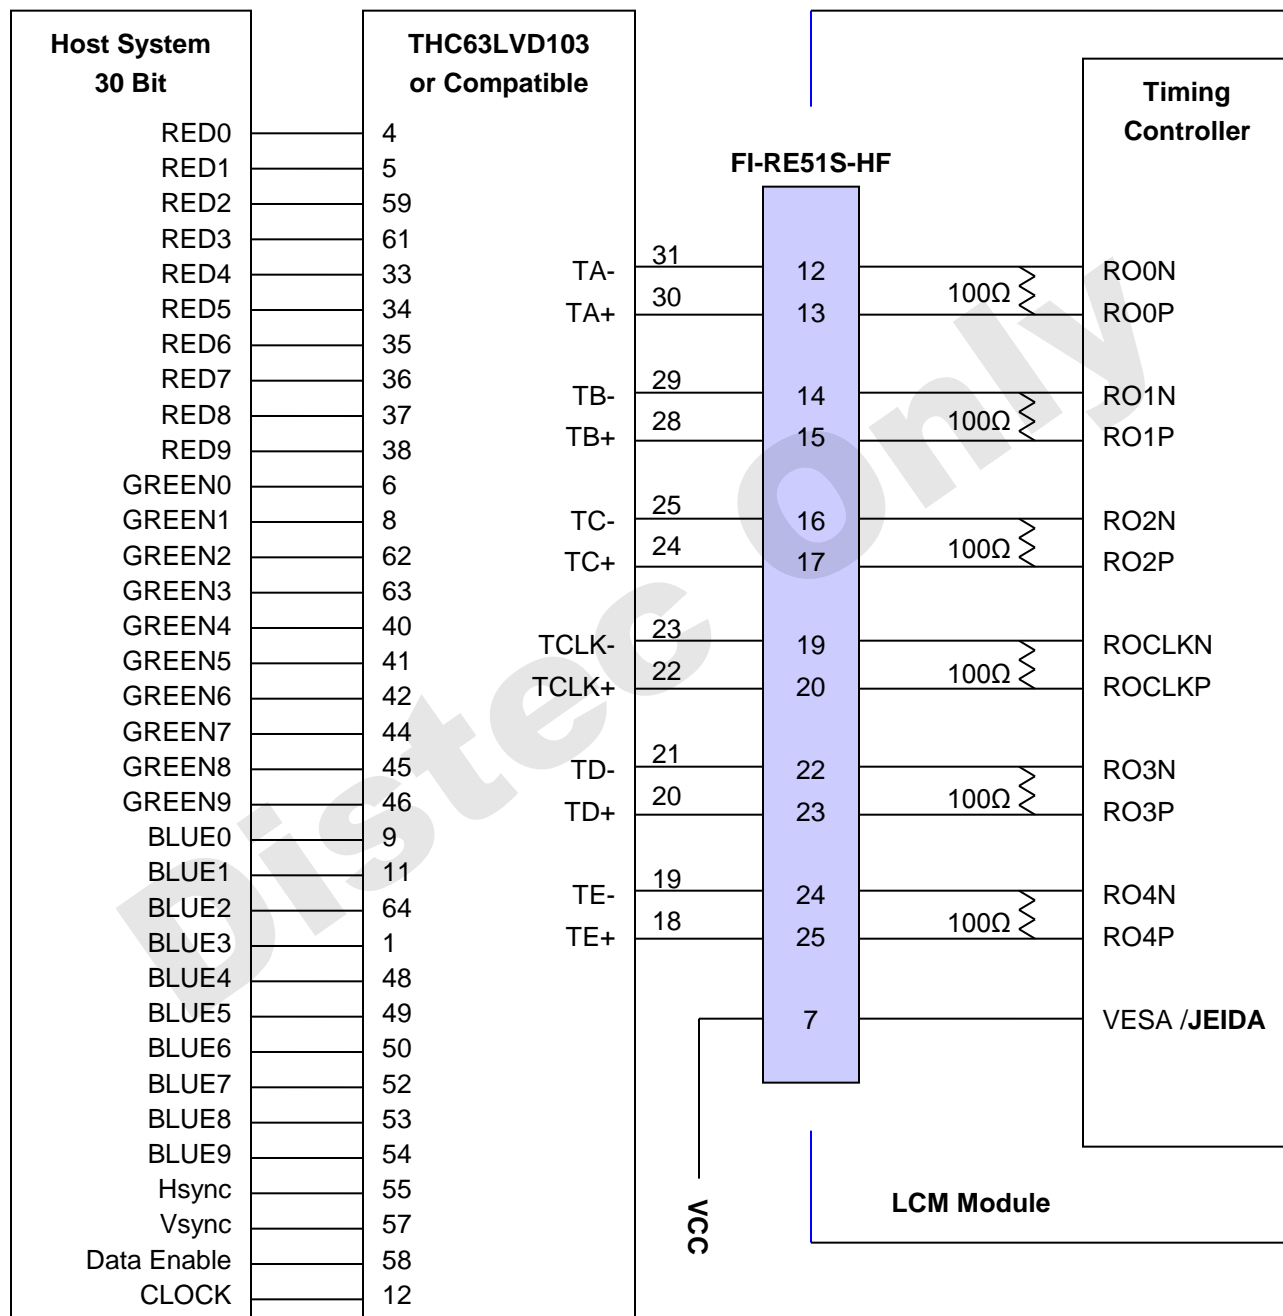 Host System
30 Bit
RED0 4
RED1 5
RED2 59
RED3 61
RED4 33
RED5 34
RED6 35
RED7 36
RED8 37
RED9 38
GREEN0 6
GREEN1 8
GREEN2 62
GREEN3 63
GREEN4 40
GREEN5 41
GREEN6 42
GREEN7 44
GREEN8 45
GREEN9 46
BLUE0 9
BLUE1 11
BLUE2 64
BLUE3 1
BLUE4 48
BLUE5 49
BLUE6 50
BLUE7 52
BLUE8 53
BLUE9 54
Hsync 55
Vsync 57
Data Enable 58
CLOCK 12
THC63LVD103
or Compatible
FI-RE51S-HF
Timing
Controller
TA- 31 12 RO0N
100Ω
TA+ 30 13 RO0P
TB- 29 14 RO1N
100Ω
TB+ 28 15 RO1P
TC- 25 16 RO2N
100Ω
TC+ 24 17 RO2P
TCLK- 23 19 ROCLKN
100Ω
TCLK+ 22 20 ROCLKP
TD- 21 22 RO3N
100Ω
TD+ 20 23 RO3P
TE- 19 24 RO4N
100Ω
TE+ 18 25 RO4P
7 VESA /JEIDA
VCC
LCM Module
Distec Only